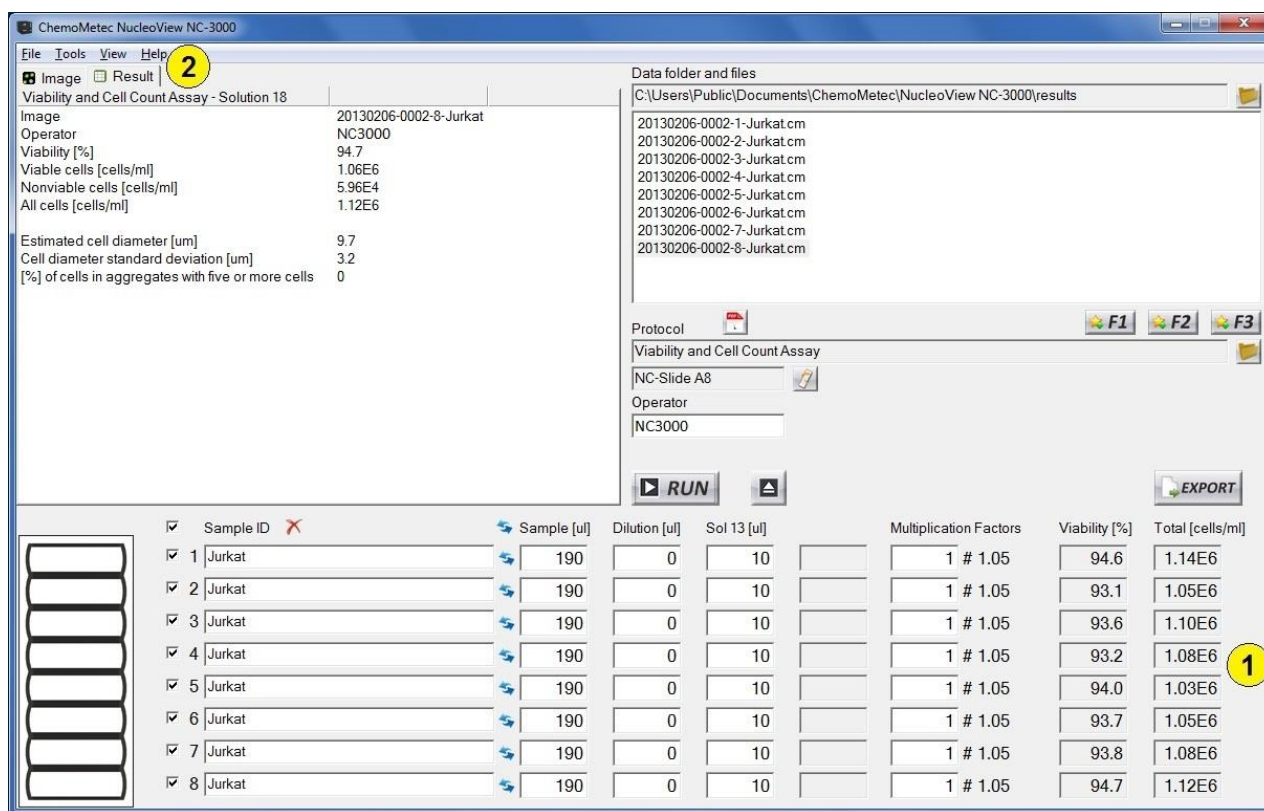 ChemoMetec NucleoView NC-3000
File Tools View Help
2
Image Result
Viability and Cell Count Assay - Solution 18
Image 20130206-0002-8-Jurkat
Operator NC3000
Viability [%] 94.7
Viable cells [cells/ml] 1.06E6
Nonviable cells [cells/ml] 5.96E4
All cells [cells/ml] 1.12E6
Estimated cell diameter [um] 9.7
Cell diameter standard deviation [um] 3.2
[%] of cells in aggregates with five or more cells 0
Data folder and files
C:\Users\Public\Documents\ChemoMetec\NucleoView NC-3000\results
20130206-0002-1-Jurkat.cm
20130206-0002-2-Jurkat.cm
20130206-0002-3-Jurkat.cm
20130206-0002-4-Jurkat.cm
20130206-0002-5-Jurkat.cm
20130206-0002-6-Jurkat.cm
20130206-0002-7-Jurkat.cm
20130206-0002-8-Jurkat.cm
Protocol F1 F2 F3
Viability and Cell Count Assay
NC-Slide A8
Operator
NC3000
RUN EXPORT
Sample ID Sample [ul] Dilution [ul] Sol 13 [ul] Multiplication Factors Viability [%] Total [cells/ml]
1 Jurkat 190 0 10 1 # 1.05 94.6 1.14E6
2 Jurkat 190 0 10 1 # 1.05 93.1 1.05E6
3 Jurkat 190 0 10 1 # 1.05 93.6 1.10E6
4 Jurkat 190 0 10 1 # 1.05 93.2 1.08E6
1
5 Jurkat 190 0 10 1 # 1.05 94.0 1.03E6
6 Jurkat 190 0 10 1 # 1.05 93.7 1.05E6
7 Jurkat 190 0 10 1 # 1.05 93.8 1.08E6
8 Jurkat 190 0 10 1 # 1.05 94.7 1.12E6